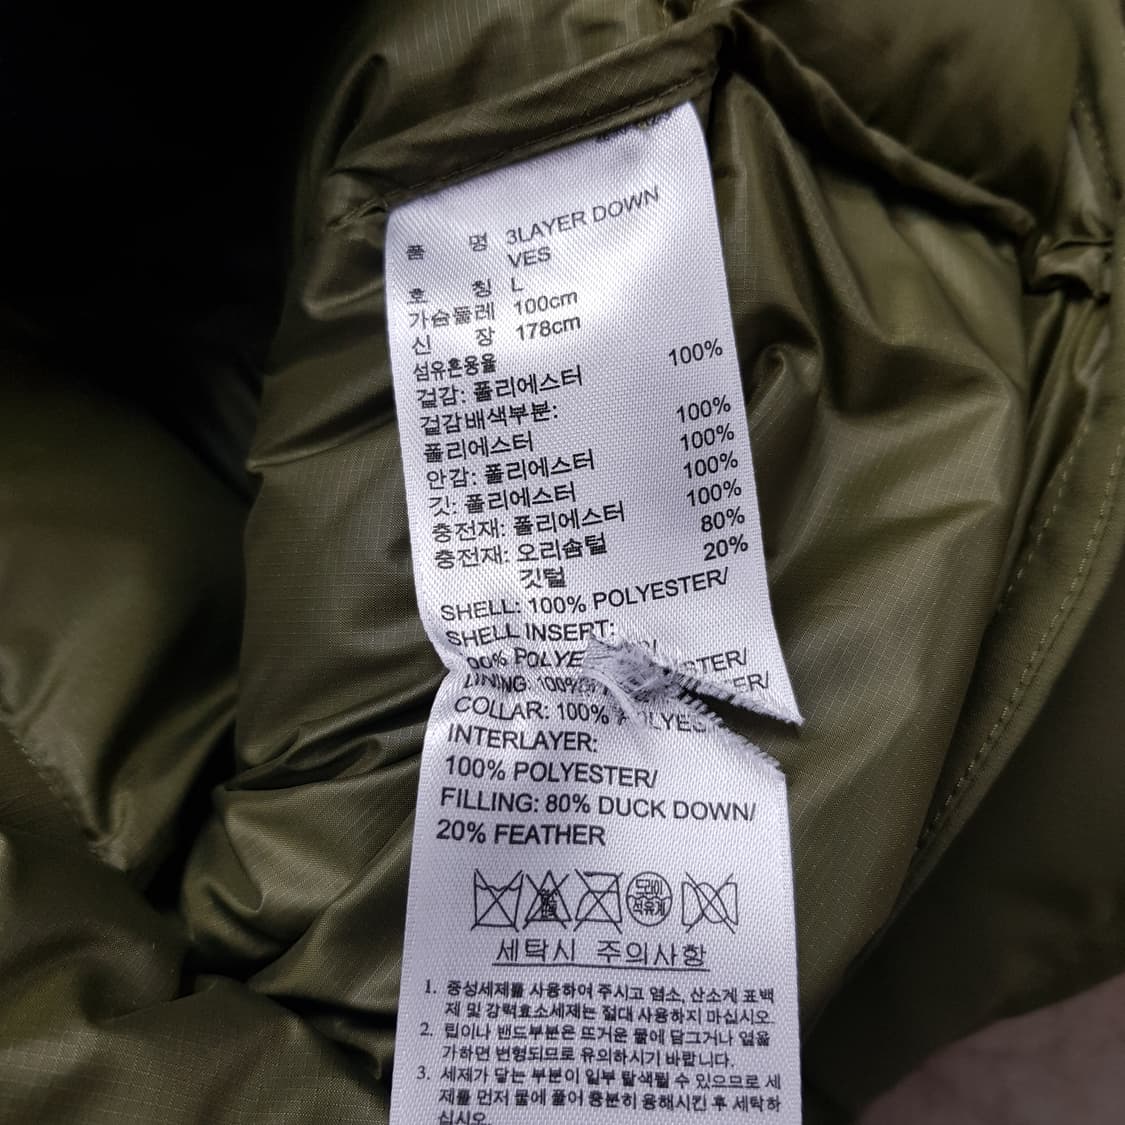 품 명 3LAYER DOWN
VES
호 칭 L
가슴둘레 100cm
신 장 178cm
섬유혼용율
겉감: 폴리에스터 100%
겉감배색부분:
폴리에스터 100%
안감: 폴리에스터 100%
깃: 폴리에스터 100%
충전재: 폴리에스터 100%
충전재: 오리솜털 80%
깃털 20%
SHELL: 100% POLYESTER/
SHELL INSERT:
LINING: 100%
COLLAR: 100%
INTERLAYER:
100% POLYESTER/
FILLING: 80% DUCK DOWN/
20% FEATHER
드라이
석유계
세탁시 주의사항
1. 중성세제를 사용하여 주시고 염소, 산소계 표백
제 및 강력효소세제는 절대 사용하지 마십시오.
2. 립이나 밴드부분은 뜨거운 물에 담그거나 열을
가하면 변형되므로 유의하시기 바랍니다.
3. 세제가 닿는 부분이 일부 탈색될 수 있으므로 세
제를 먼저 물에 풀어 충분히 용해시킨 후 세탁하
십시오.